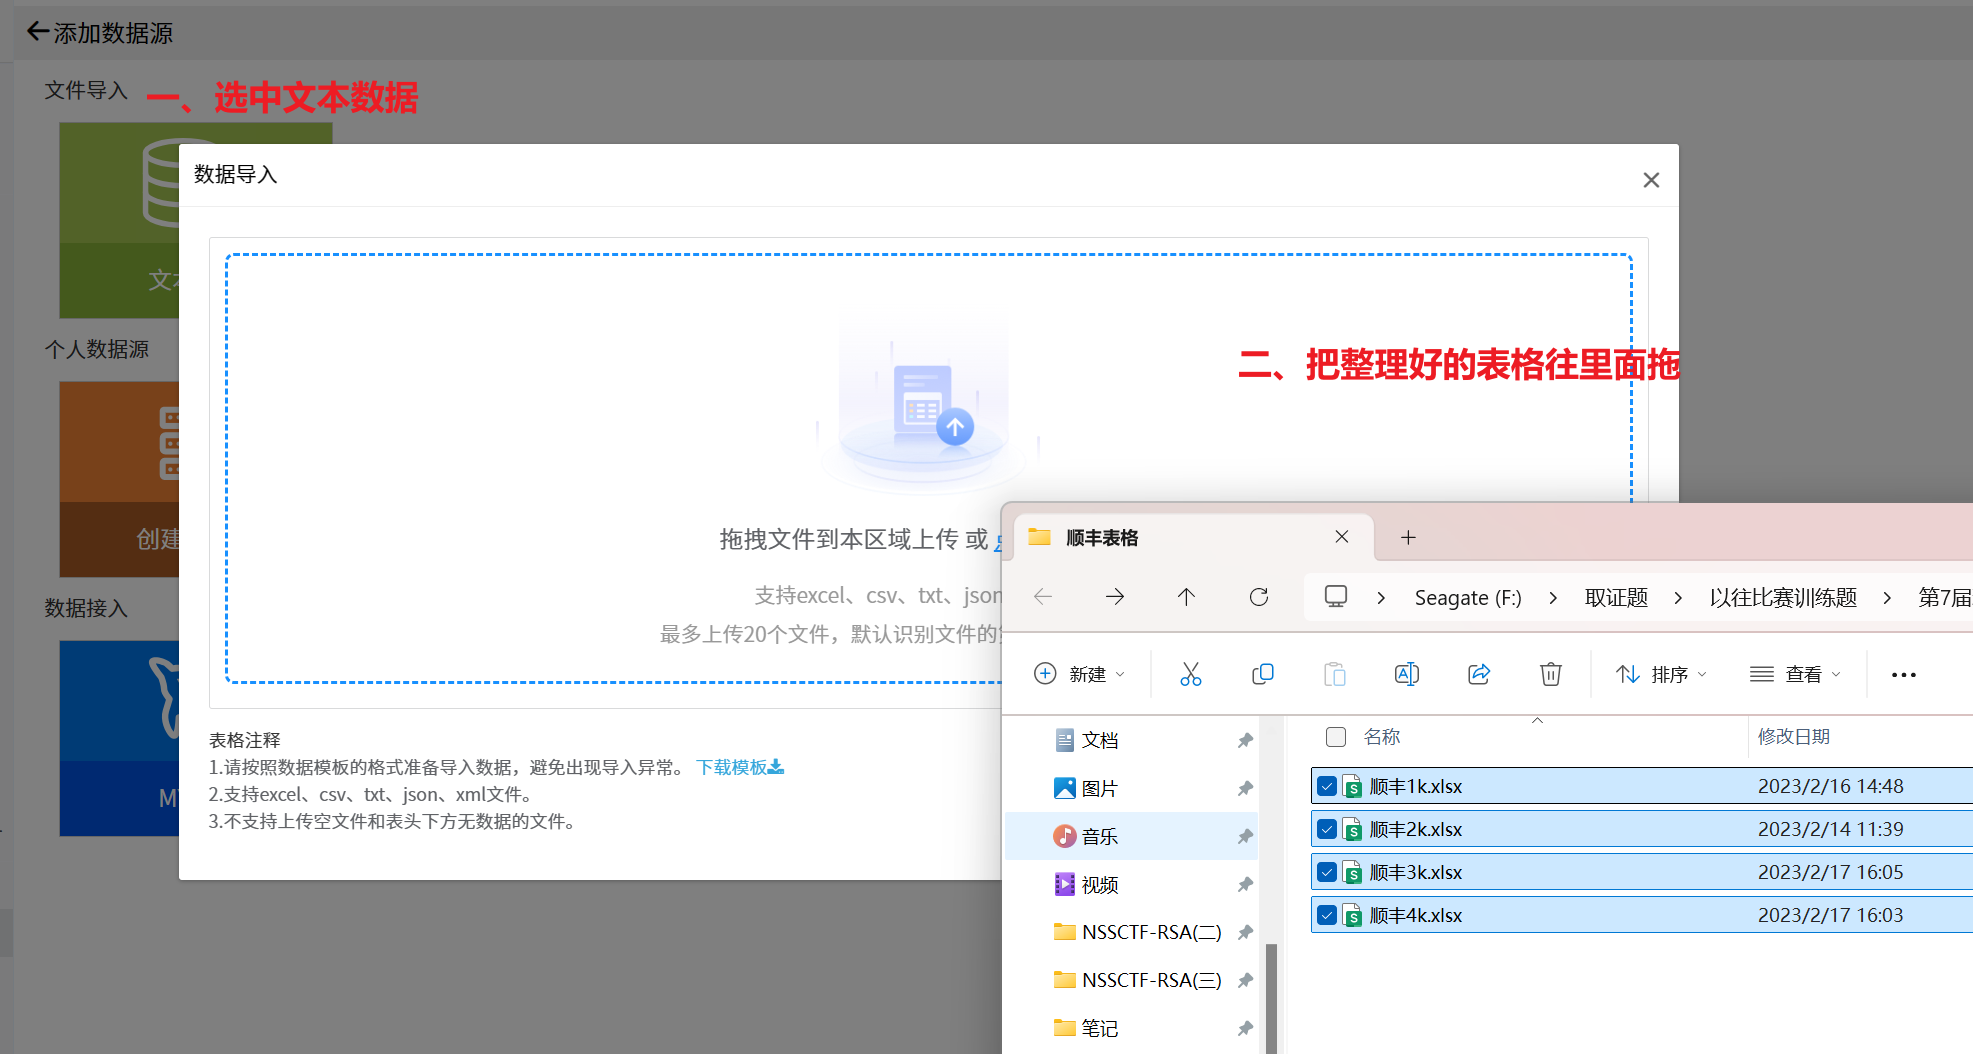 添加数据源
文件导入
一、选中文本数据
数据导入
文本
个人数据源
二、把整理好的表格往里面拖
创建
拖拽文件到本区域上传 或
支持excel、csv、txt、json
最多上传20个文件，默认识别文件的第
数据接入
表格注释
1.请按照数据模板的格式准备导入数据，避免出现导入异常。 下载模板
2.支持excel、csv、txt、json、xml文件。
3.不支持上传空文件和表头下方无数据的文件。
顺丰表格
Seagate (F:) 取证题 以往比赛训练题 第7届
新建 排序 查看
文档
图片
音乐
视频
NSSCTF-RSA(二)
NSSCTF-RSA(三)
笔记
名称 修改日期
顺丰1k.xlsx 2023/2/16 14:48
顺丰2k.xlsx 2023/2/14 11:39
顺丰3k.xlsx 2023/2/17 16:05
顺丰4k.xlsx 2023/2/17 16:03